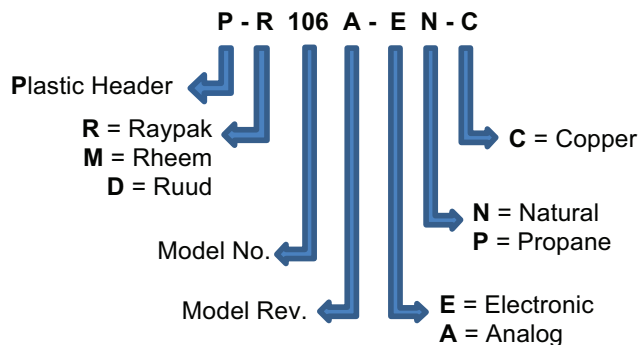 P - R 106 A - E N - C
Plastic Header
R = Raypak
M = Rheem
D = Ruud
C = Copper
N = Natural
P = Propane
Model No.
Model Rev.
E = Electronic
A = Analog